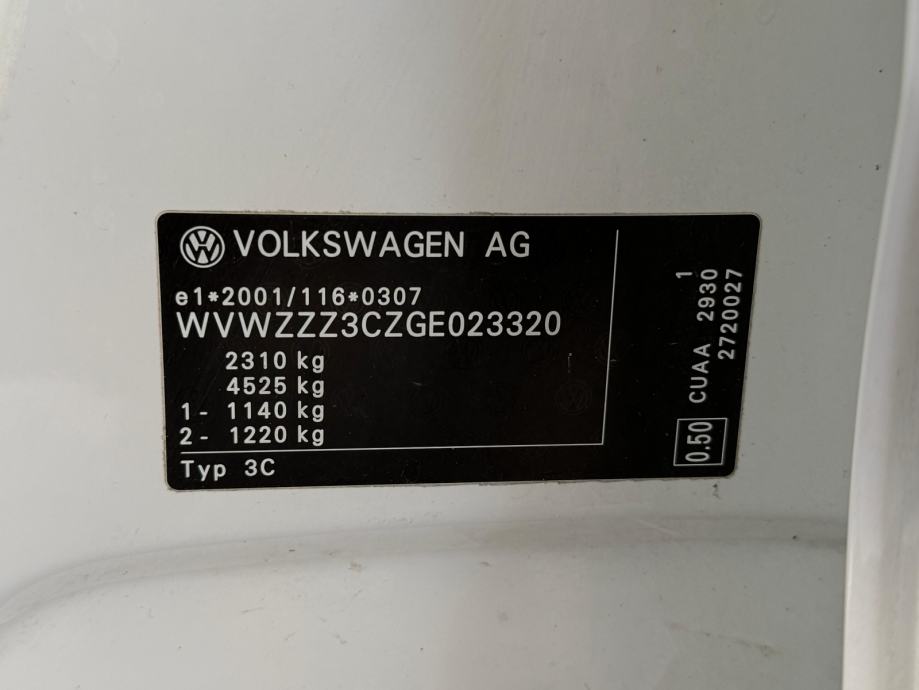 VOLKSWAGEN AG
e1*2001/116*0307
WVWZZZ3CZGE023320
2310 kg
4525 kg
1- 1140 kg
2- 1220 kg
Typ 3C
0.50
CUAA 2930 1
2720027